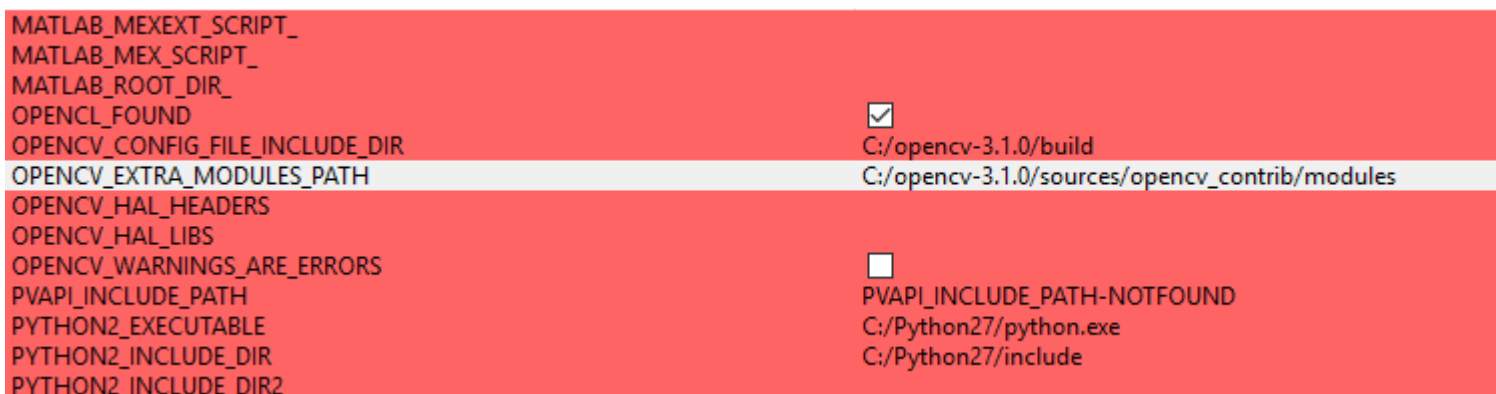 MATLAB_MEXEXT_SCRIPT_
MATLAB_MEX_SCRIPT_
MATLAB_ROOT_DIR_
OPENCL_FOUND
OPENCV_CONFIG_FILE_INCLUDE_DIR C:/opencv-3.1.0/build
OPENCV_EXTRA_MODULES_PATH C:/opencv-3.1.0/sources/opencv_contrib/modules
OPENCV_HAL_HEADERS
OPENCV_HAL_LIBS
OPENCV_WARNINGS_ARE_ERRORS
PVAPI_INCLUDE_PATH PVAPI_INCLUDE_PATH-NOTFOUND
PYTHON2_EXECUTABLE C:/Python27/python.exe
PYTHON2_INCLUDE_DIR C:/Python27/include
PYTHON2_INCLUDE_DIR2